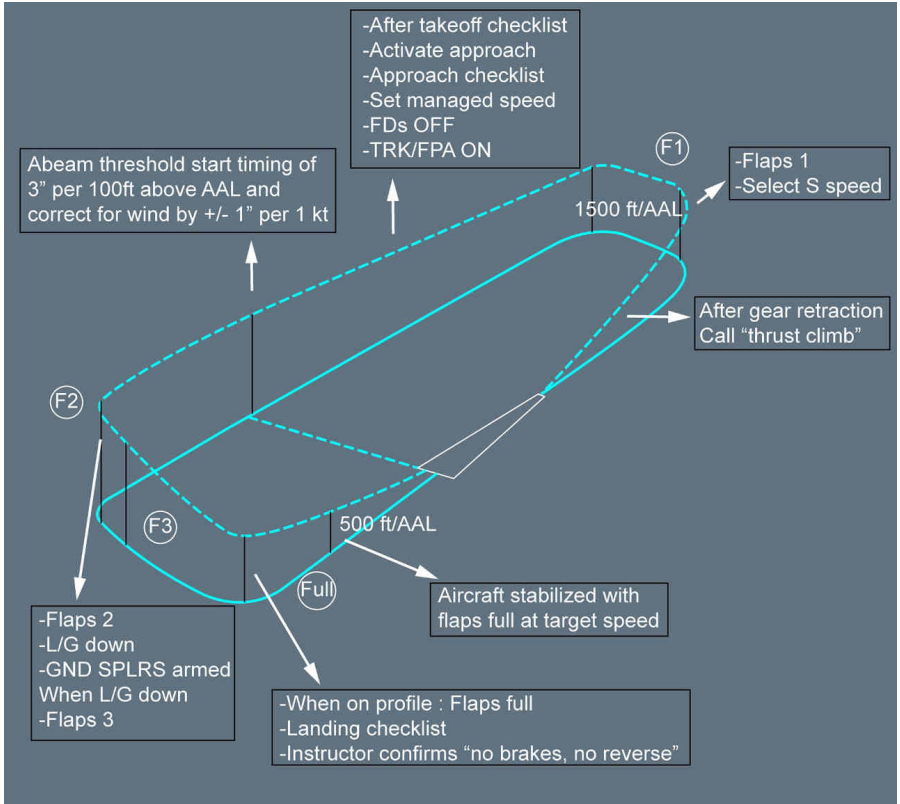 -After takeoff checklist
-Activate approach
-Approach checklist
-Set managed speed
-FDs OFF
-TRK/FPA ON
Abeam threshold start timing of
3” per 100ft above AAL and
correct for wind by +/- 1” per 1 kt
F1
-Flaps 1
-Select S speed
1500 ft/AAL
After gear retraction
Call “thrust climb”
F2
F3
500 ft/AAL
Full
Aircraft stabilized with
flaps full at target speed
-Flaps 2
-L/G down
-GND SPLRS armed
When L/G down
-Flaps 3
-When on profile : Flaps full
-Landing checklist
-Instructor confirms “no brakes, no reverse”